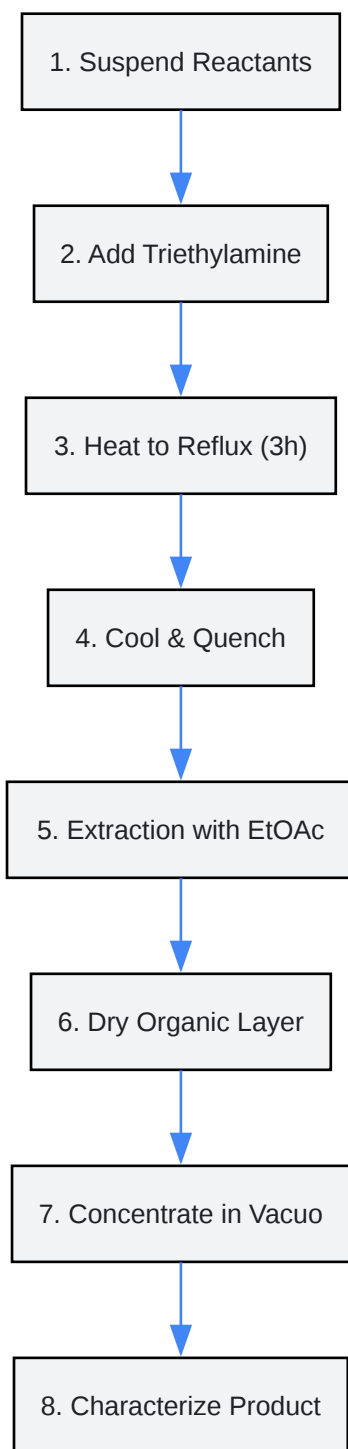 1. Suspend Reactants
2. Add Triethylamine
3. Heat to Reflux (3h)
4. Cool & Quench
5. Extraction with EtOAc
6. Dry Organic Layer
7. Concentrate in Vacuo
8. Characterize Product